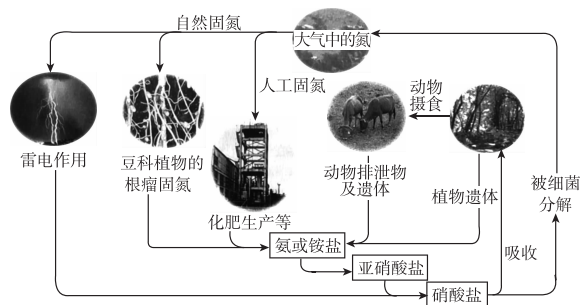 自然固氮
大气中的氮
人工固氮
动物
摄食
雷电作用
豆科植物的
根瘤固氮
化肥生产等
动物排泄物
及遗体
植物遗体
被细菌
分解
吸收
氨或铵盐
亚硝酸盐
硝酸盐